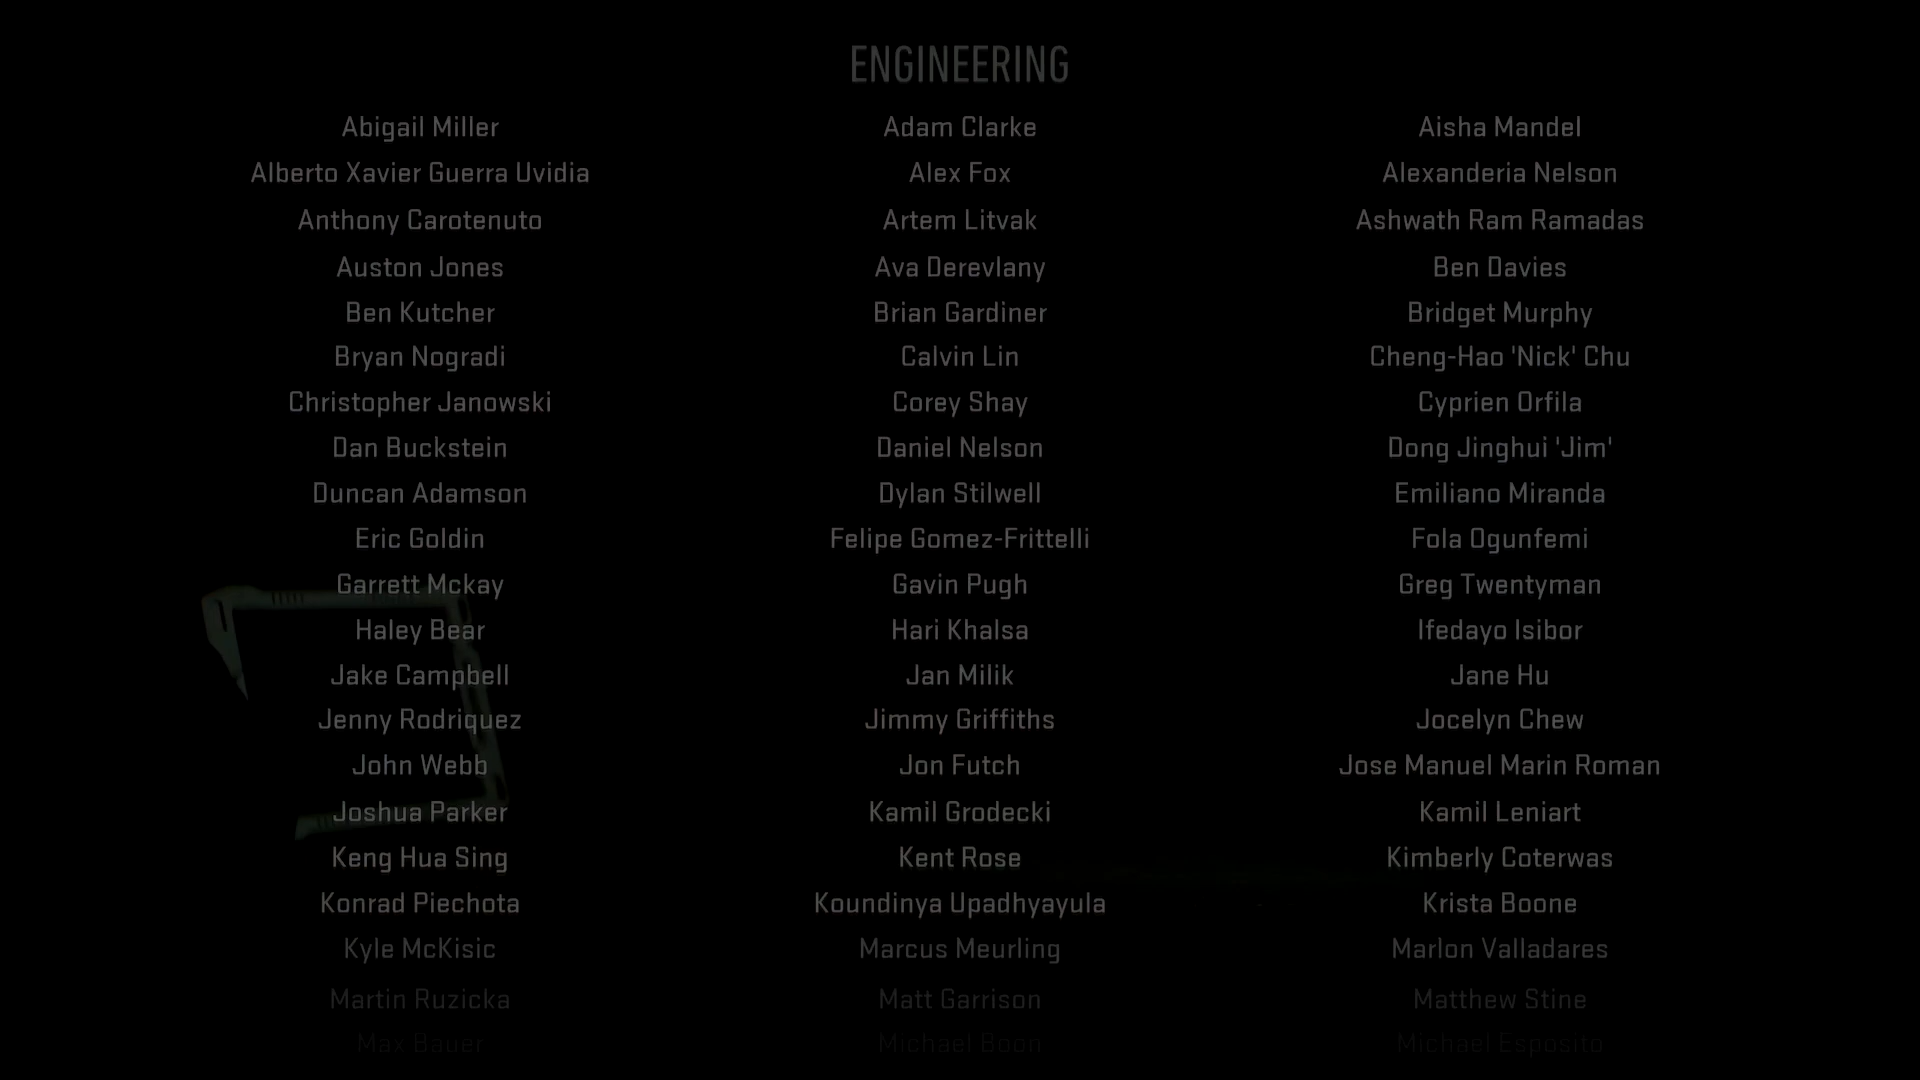 ENGINEERING
Abigail Miller Adam Clarke Aisha Mandel
Alberto Xavier Guerra Uvidia Alex Fox Alexanderia Nelson
Anthony Carotenuto Artem Litvak Ashwath Ram Ramadas
Auston Jones Ava Derevlany Ben Davies
Ben Kutcher Brian Gardiner Bridget Murphy
Bryan Nogradi Calvin Lin Cheng-Hao 'Nick' Chu
Christopher Janowski Corey Shay Cyprien Orfila
Dan Buckstein Daniel Nelson Dong Jinghui 'Jim'
Duncan Adamson Dylan Stilwell Emiliano Miranda
Eric Goldin Felipe Gomez-Frittelli Fola Ogunfemi
Garrett Mckay Gavin Pugh Greg Twentyman
Haley Bear Hari Khalsa Ifedayo Isibor
Jake Campbell Jan Milik Jane Hu
Jenny Rodriquez Jimmy Griffiths Jocelyn Chew
John Webb Jon Futch Jose Manuel Marin Roman
Joshua Parker Kamil Grodecki Kamil Leniart
Keng Hua Sing Kent Rose Kimberly Coterwas
Konrad Piechota Koundinya Upadhyayula Krista Boone
Kyle McKisic Marcus Meurling Marlon Valladares
Martin Ruzicka Matt Garrison Matthew Stine
Max Bauer Michael Boon Michael Esposito